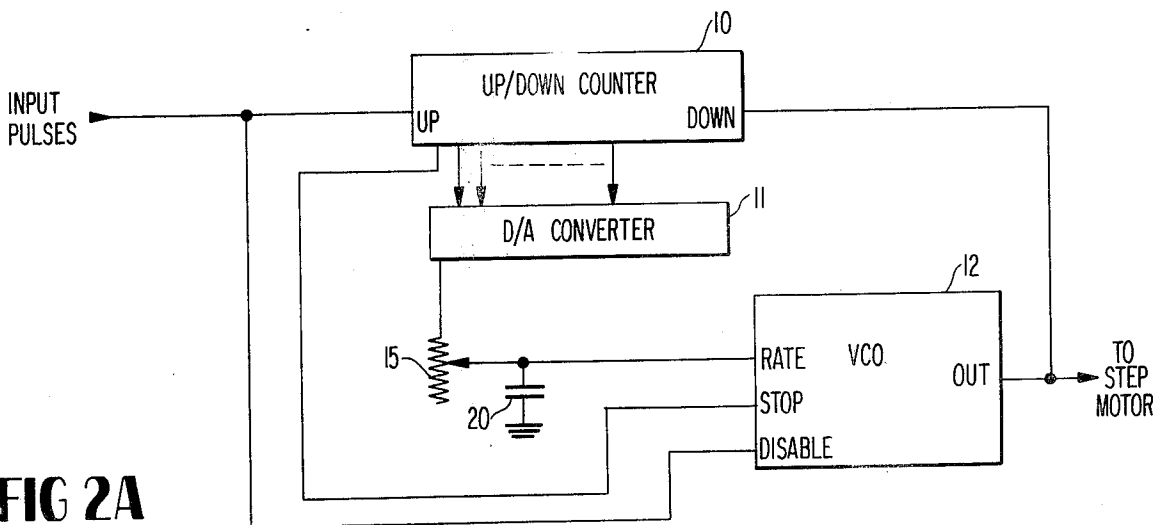 10
UP/DOWN COUNTER
INPUT
PULSES
UP
DOWN
11
D/A CONVERTER
12
15
RATE
VCO
OUT
TO
STEP
MOTOR
20
STOP
DISABLE
FIG 2A